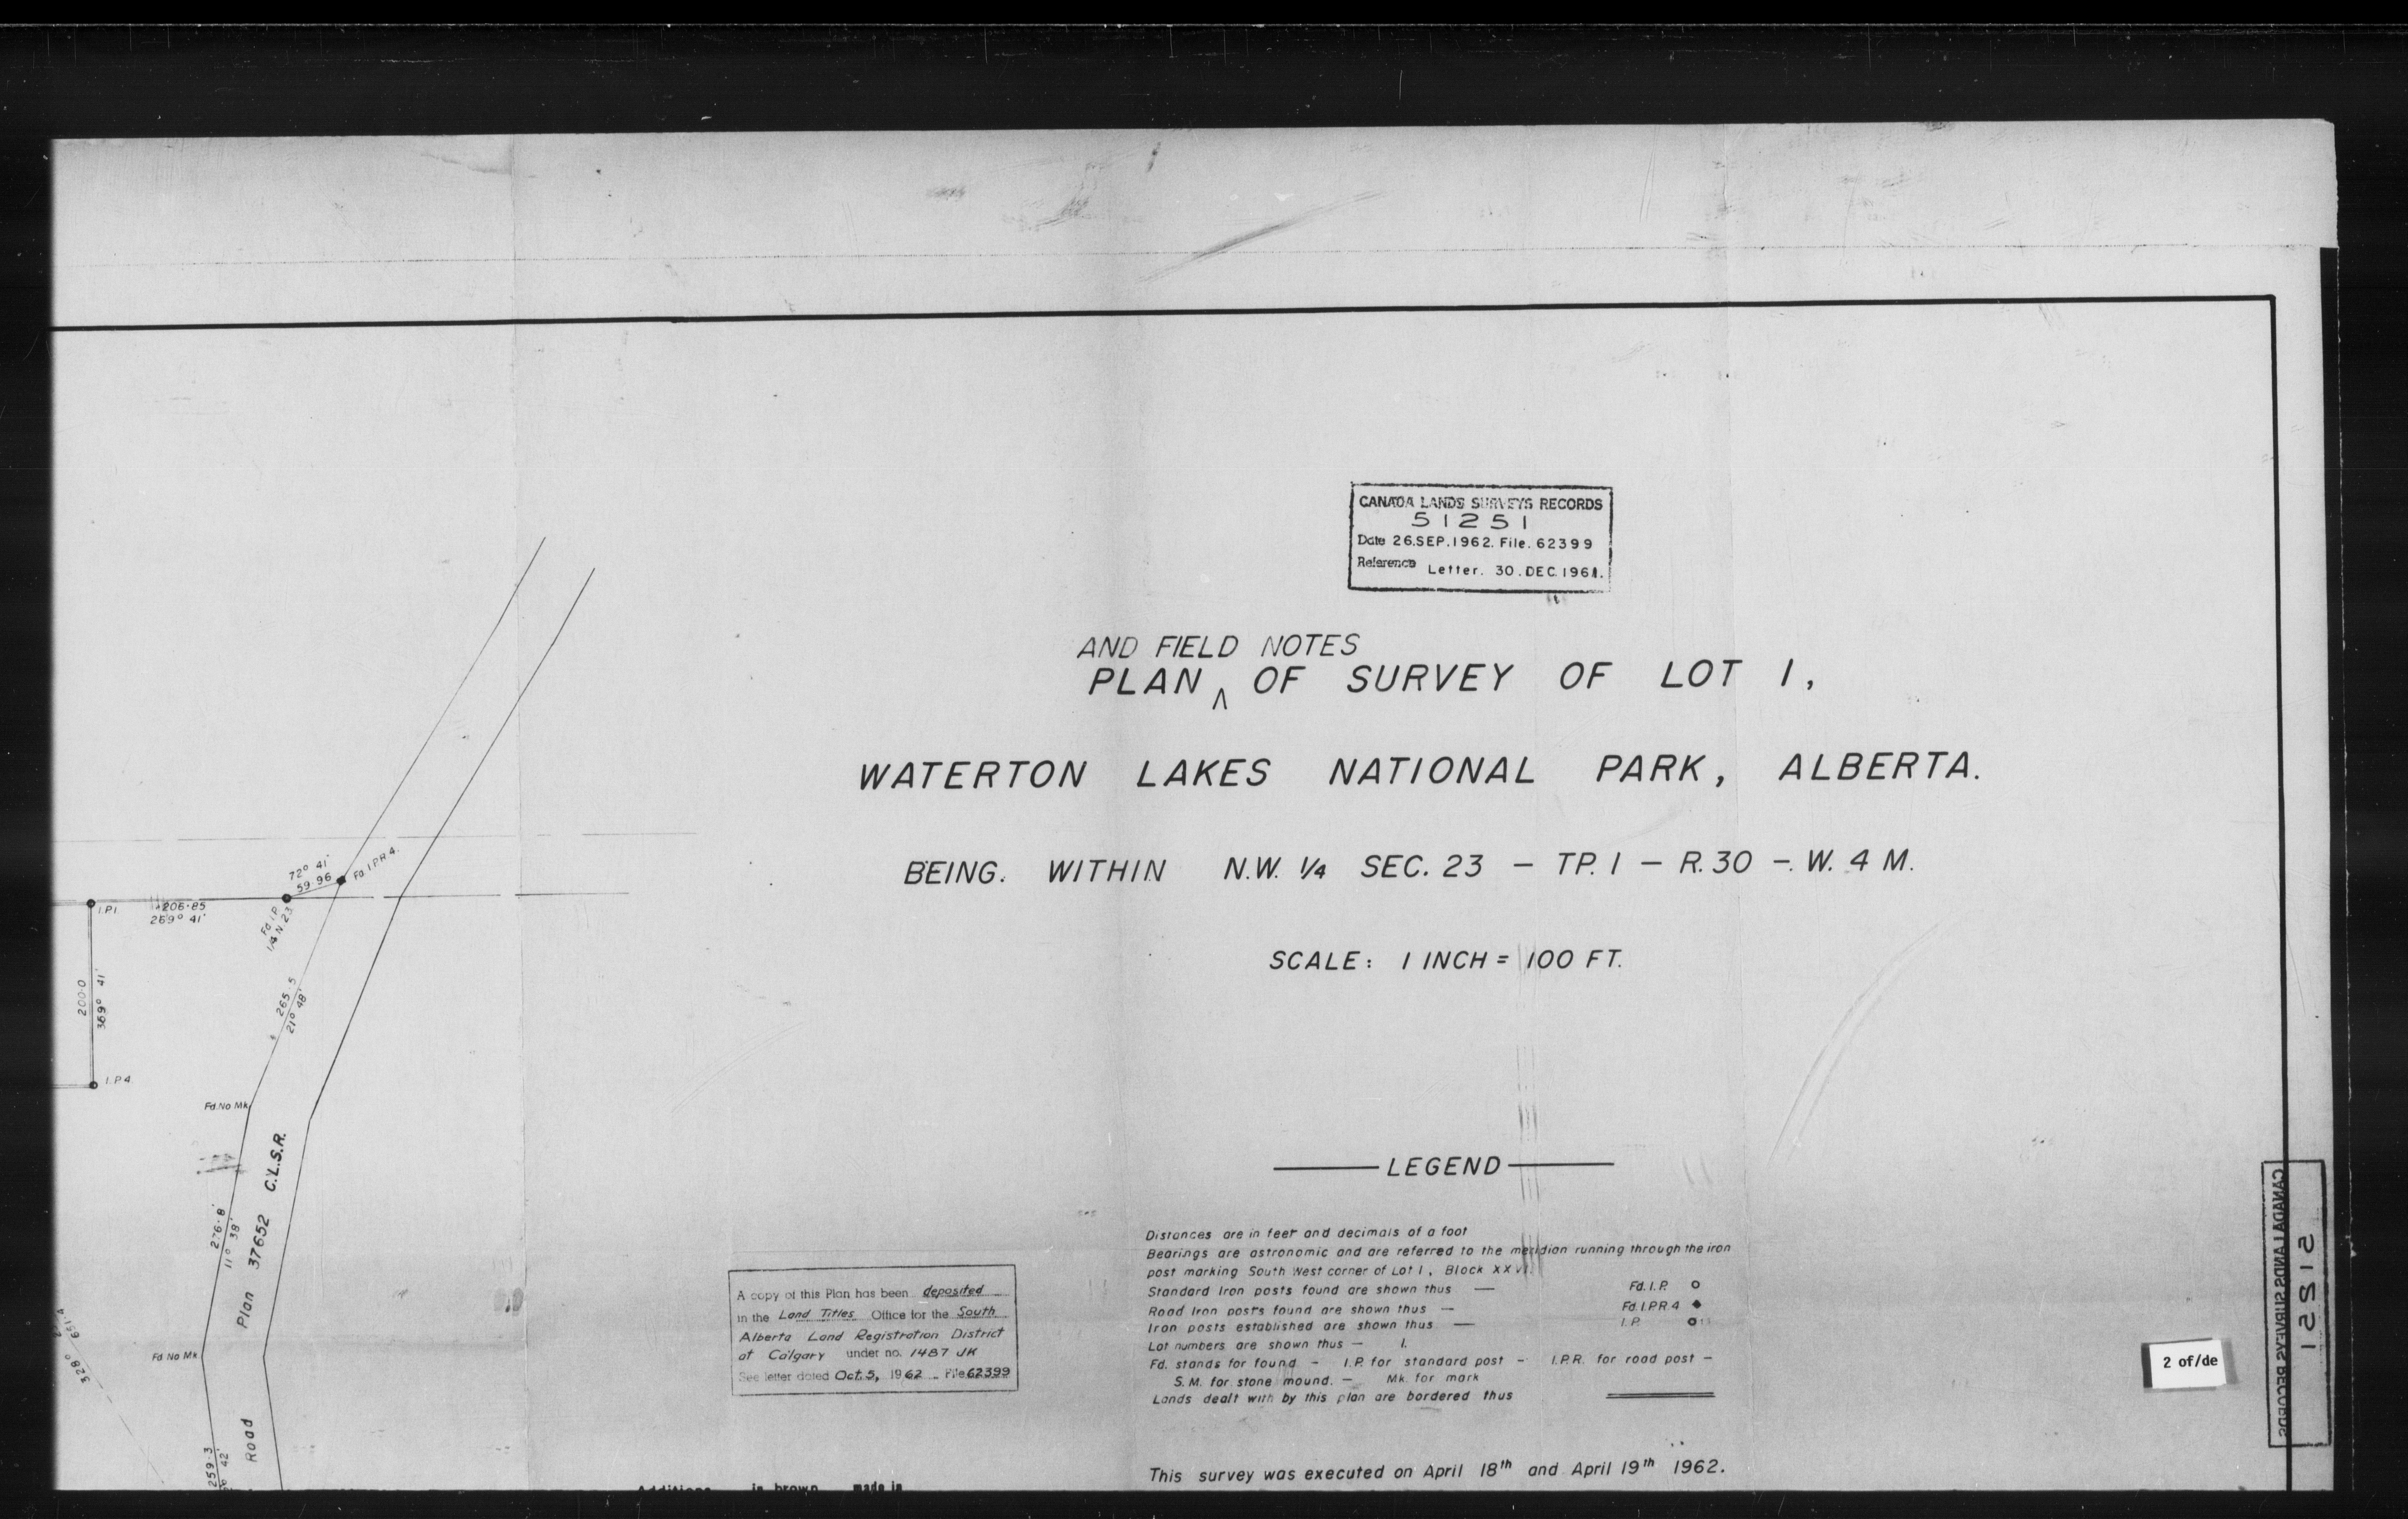 CANADA LANDS SURVEYS RECORDS
51251
Date 26.SEP.1962. File. 62399
Reference Letter. 30.DEC.1961.
AND FIELD NOTES
PLAN ∧ OF SURVEY OF LOT 1,
WATERTON LAKES NATIONAL PARK, ALBERTA.
BEING. WITHIN N.W. 1/4 SEC. 23 – TP. 1 – R. 30 –. W. 4 M.
SCALE: 1 INCH = 100 FT.
72° 41'
59.96
Fd. I.P.R.4.
I.P.1.
206.85
269° 41'
Fd. I.P.
1/4 N. 23
200.0
359° 41'
265.5
21° 48'
I.P.4.
Fd. No Mk.
276.8'
11° 38'
Road Plan 37652 C.L.S.R.
Fd. No Mk.
328°
259.3
42'
LEGEND
Distances are in feet and decimals of a foot
Bearings are astronomic and are referred to the meridian running through the iron
post marking South West corner of Lot 1, Block XXVI.
Standard Iron posts found are shown thus — Fd. I.P.
Road Iron posts found are shown thus — Fd. I.P.R 4
Iron posts established are shown thus — I.P.
Lot numbers are shown thus — 1.
Fd. stands for found – I.P. for standard post – I.P.R. for road post –
S.M. for stone mound. – Mk. for mark
Lands dealt with by this plan are bordered thus
A copy of this Plan has been deposited
in the Land Titles Office for the South
Alberta Land Registration District
at Calgary under no. 1487 JK
See letter dated Oct. 5, 1962 File 62399
This survey was executed on April 18th and April 19th 1962.
Additions in brown made in
2 of/de
CANADA LANDS SURVEY RECORDS
51251